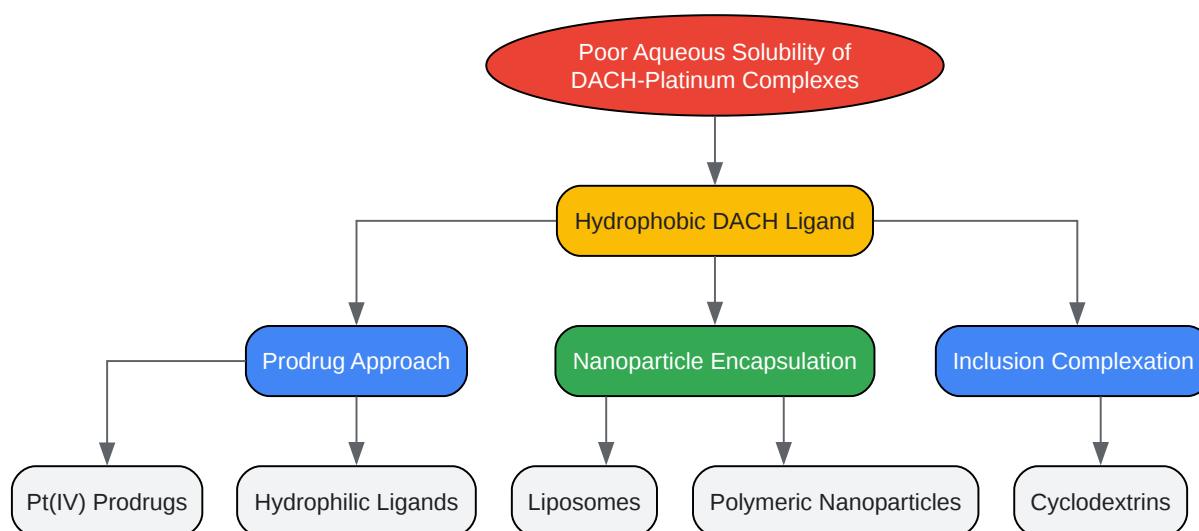 Poor Aqueous Solubility of
DACH-Platinum Complexes
Hydrophobic DACH Ligand
Prodrug Approach
Nanoparticle Encapsulation
Inclusion Complexation
Pt(IV) Prodrugs
Hydrophilic Ligands
Liposomes
Polymeric Nanoparticles
Cyclodextrins